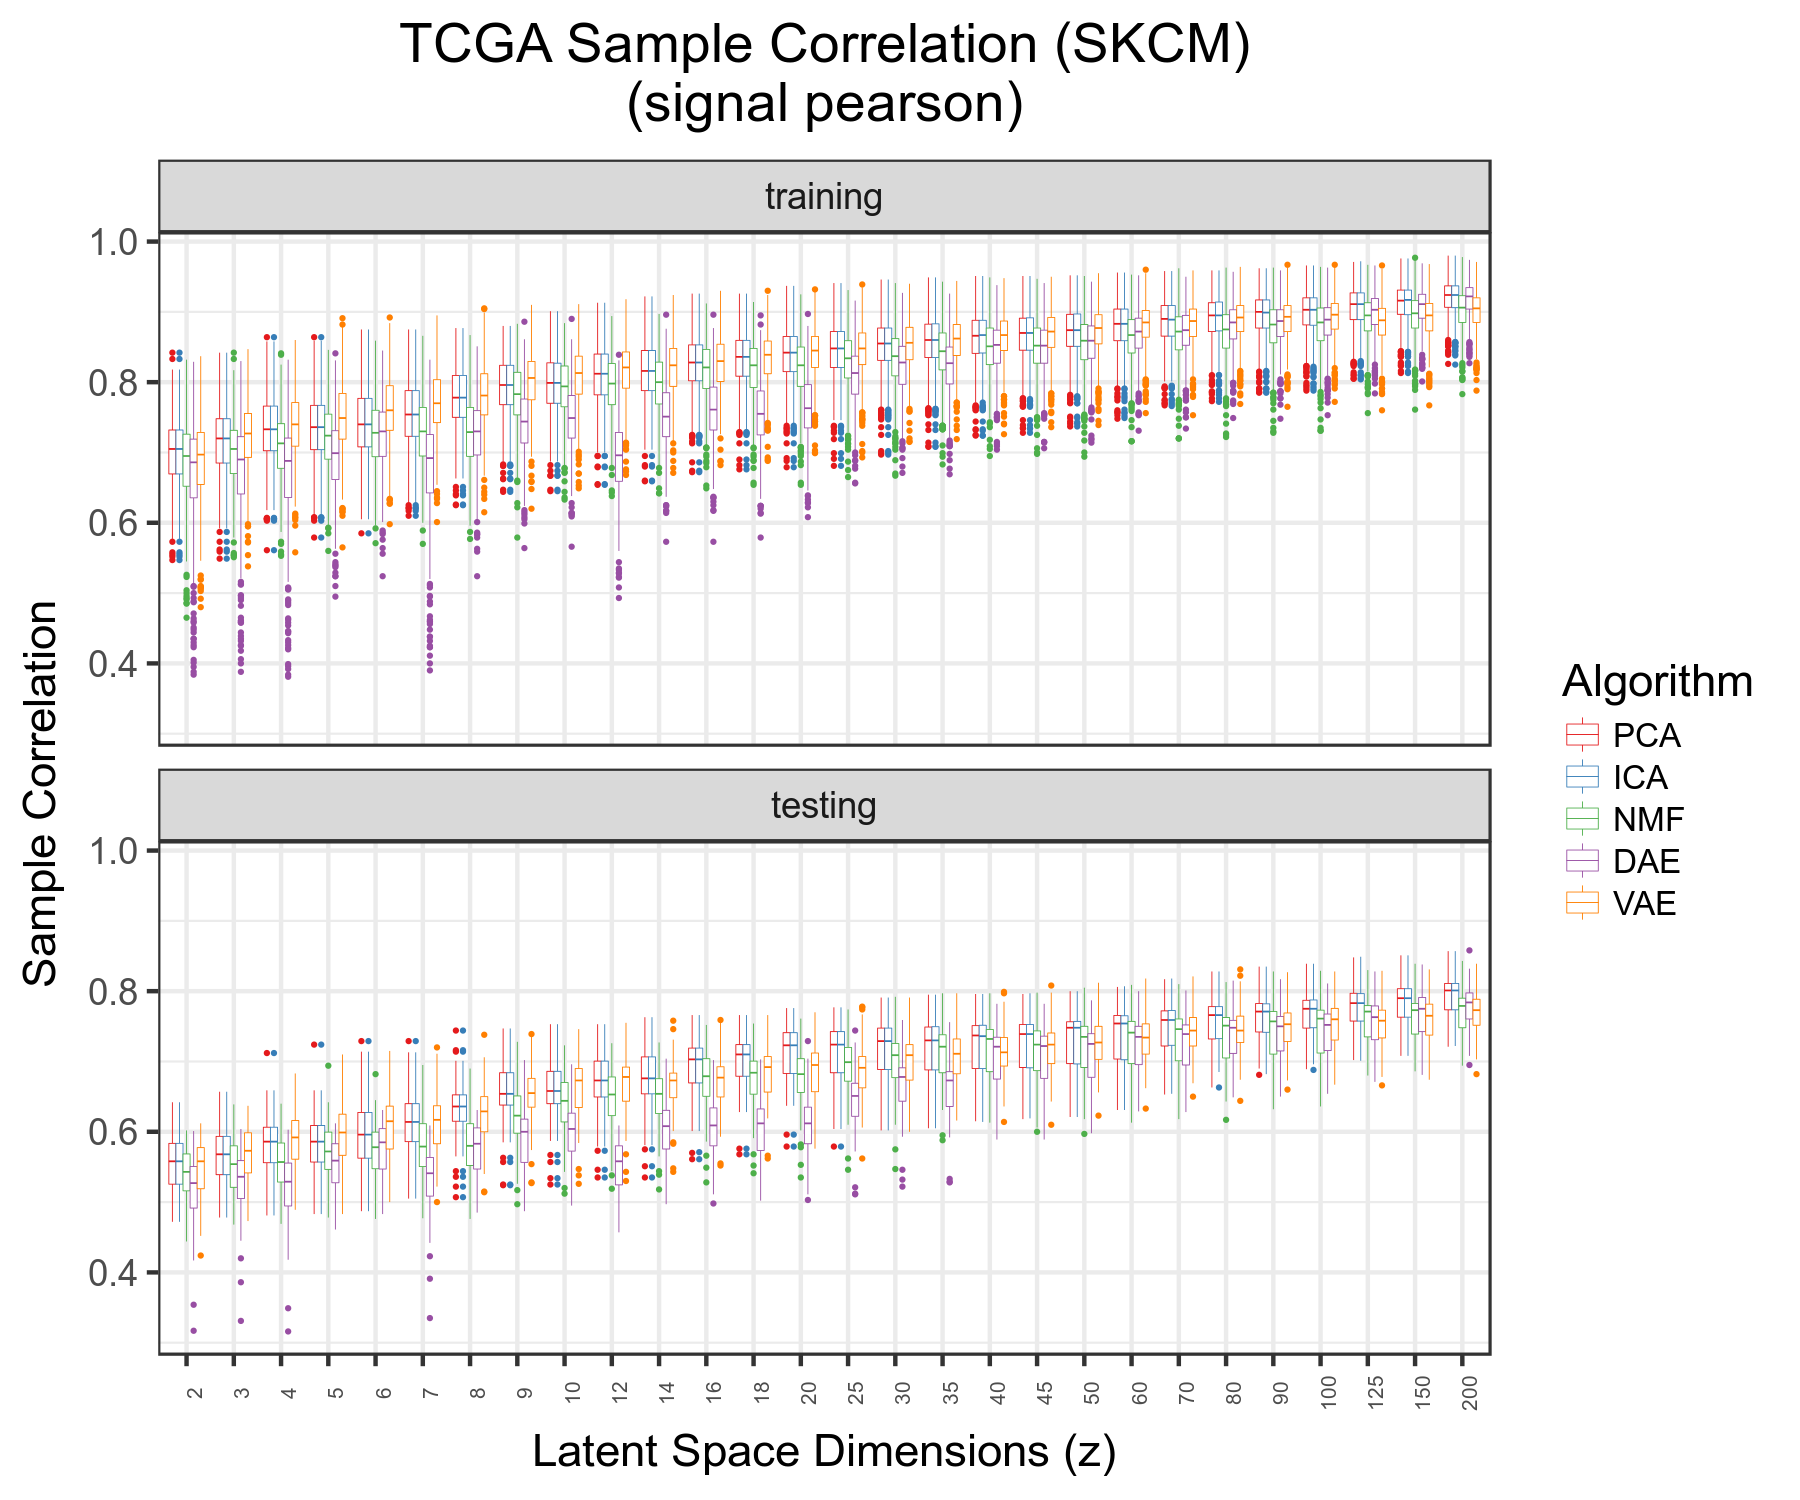 TCGA Sample Correlation (SKCM)
(signal pearson)
training
1.0
0.8
0.6
0.4
testing
1.0
0.8
0.6
0.4
Sample Correlation
2 3 4 5 6 7 8 9 10 12 14 16 18 20 25 30 35 40 45 50 60 70 80 90 100 125 150 200
Latent Space Dimensions (z)
Algorithm
PCA
ICA
NMF
DAE
VAE